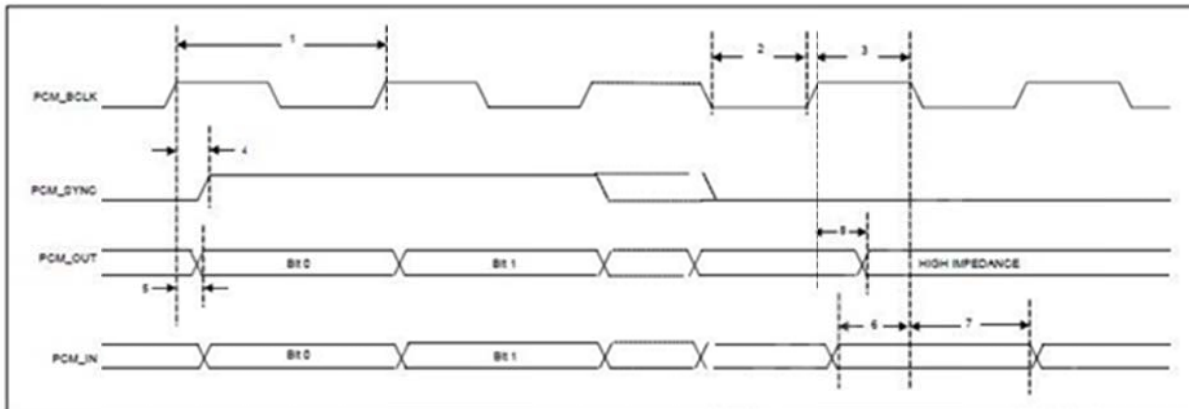 1
2
3
PCM_BCLK
4
PCM_SYNC
8
PCM_OUT
Bit 0
Bit 1
HIGH IMPEDANCE
5
6
7
PCM_IN
Bit 0
Bit 1